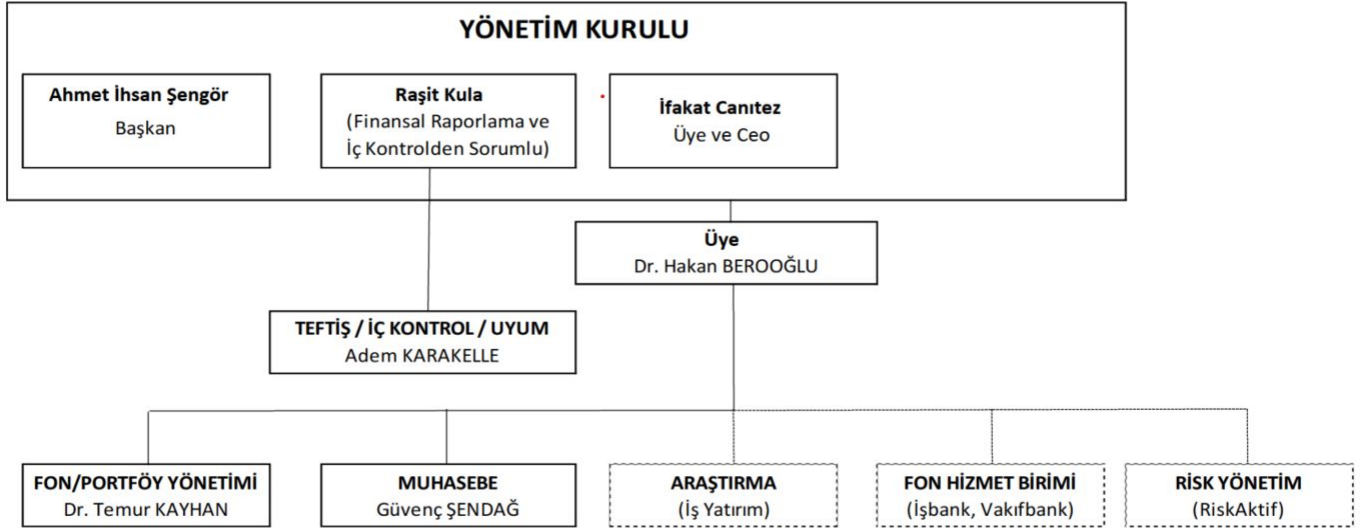 YÖNETİM KURULU
Ahmet İhsan Şengör
Başkan
Raşit Kula
(Finansal Raporlama ve
İç Kontrolden Sorumlu)
İfakat Canıtez
Üye ve Ceo
Üye
Dr. Hakan BEROOĞLU
TEFTİŞ / İÇ KONTROL / UYUM
Adem KARAKELLE
FON/PORTFÖY YÖNETİMİ
Dr. Temur KAYHAN
MUHASEBE
Güvenç ŞENDAĞ
ARAŞTIRMA
(İş Yatırım)
FON HİZMET BİRİMİ
(İşbank, Vakıfbank)
RİSK YÖNETİM
(RiskAktif)